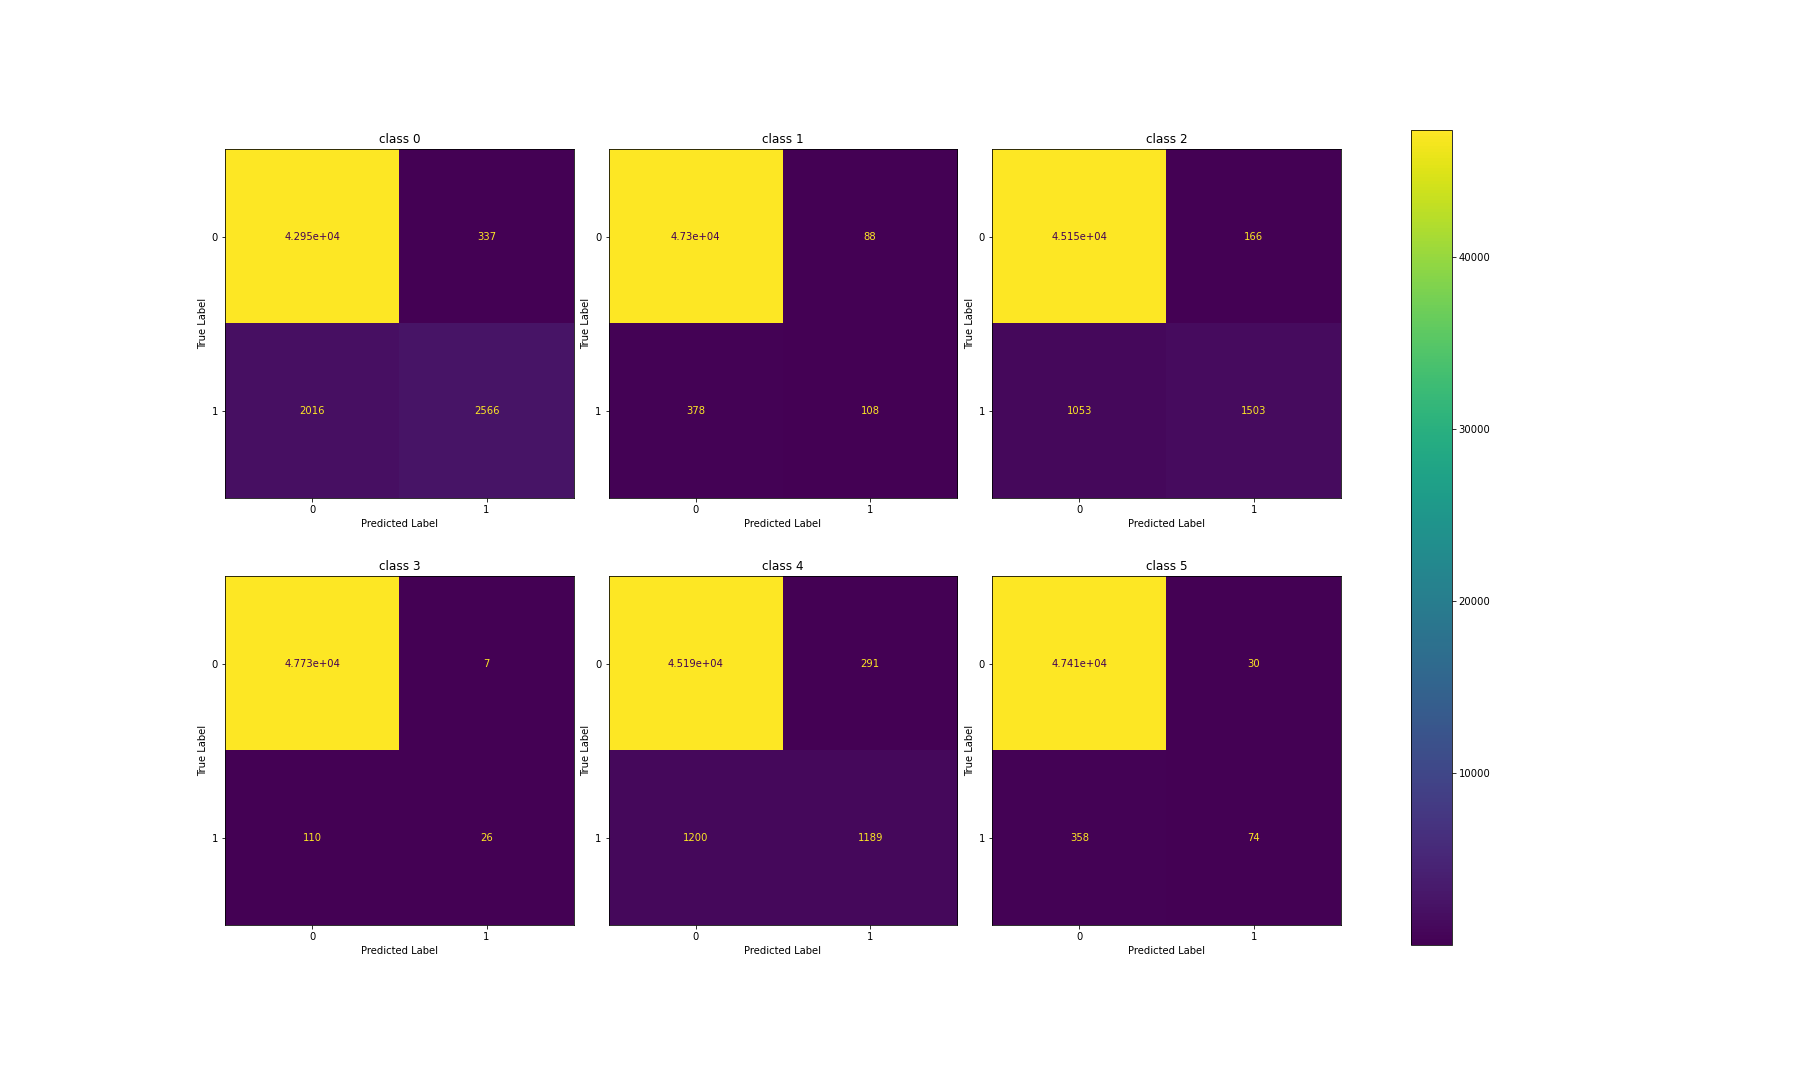 class 0
class 1
class 2
0
4.295e+04
337
0
4.73e+04
88
0
4.515e+04
166
40000
True Label
True Label
True Label
30000
1
2016
2566
1
378
108
1
1053
1503
0
1
0
1
0
1
Predicted Label
Predicted Label
Predicted Label
class 3
class 4
class 5
20000
0
4.773e+04
7
0
4.519e+04
291
0
4.741e+04
30
True Label
True Label
True Label
10000
1
110
26
1
1200
1189
1
358
74
0
1
0
1
0
1
Predicted Label
Predicted Label
Predicted Label